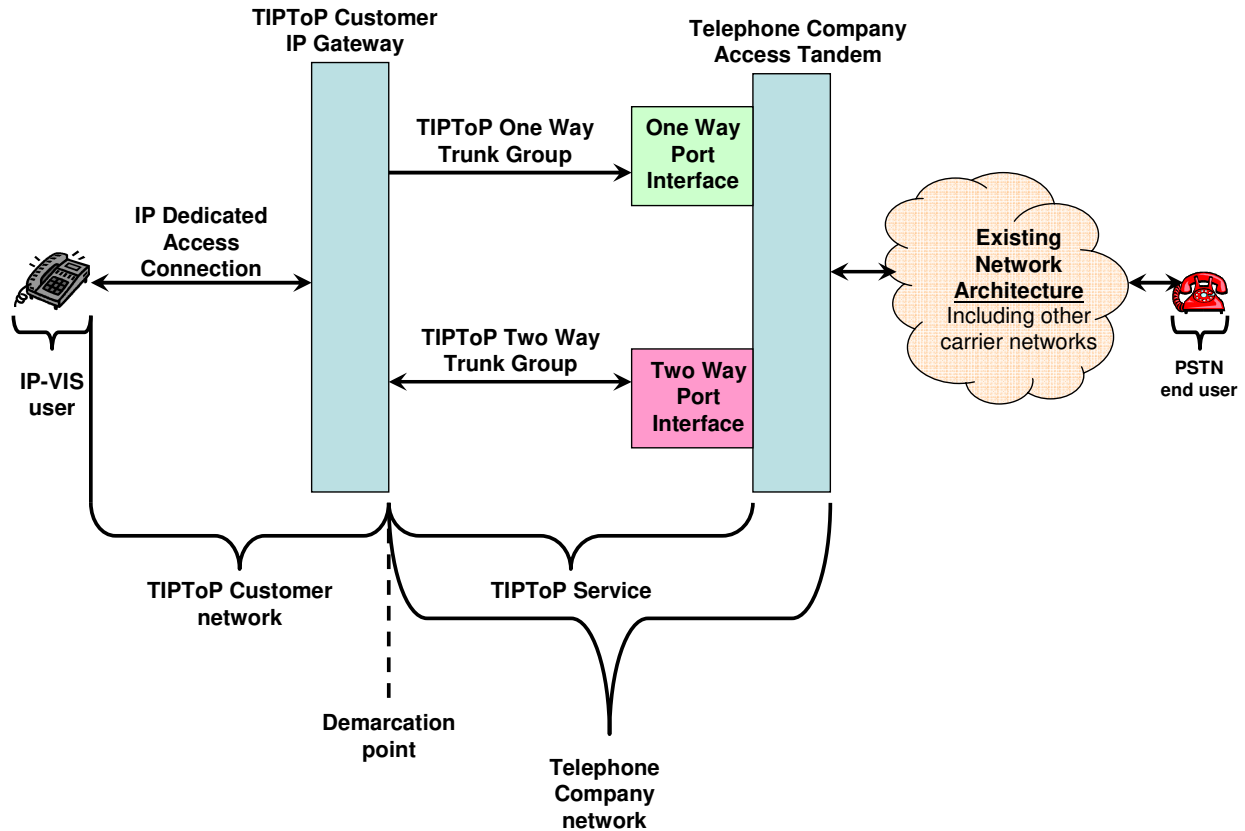 TIPToP Customer
IP Gateway
Telephone Company
Access Tandem
TIPToP One Way
Trunk Group
One Way
Port
Interface
IP Dedicated
Access
Connection
Existing
Network
Architecture
Including other
carrier networks
TIPToP Two Way
Trunk Group
Two Way
Port
Interface
IP-VIS
user
PSTN
end user
TIPToP Customer
network
TIPToP Service
Demarcation
point
Telephone
Company
network